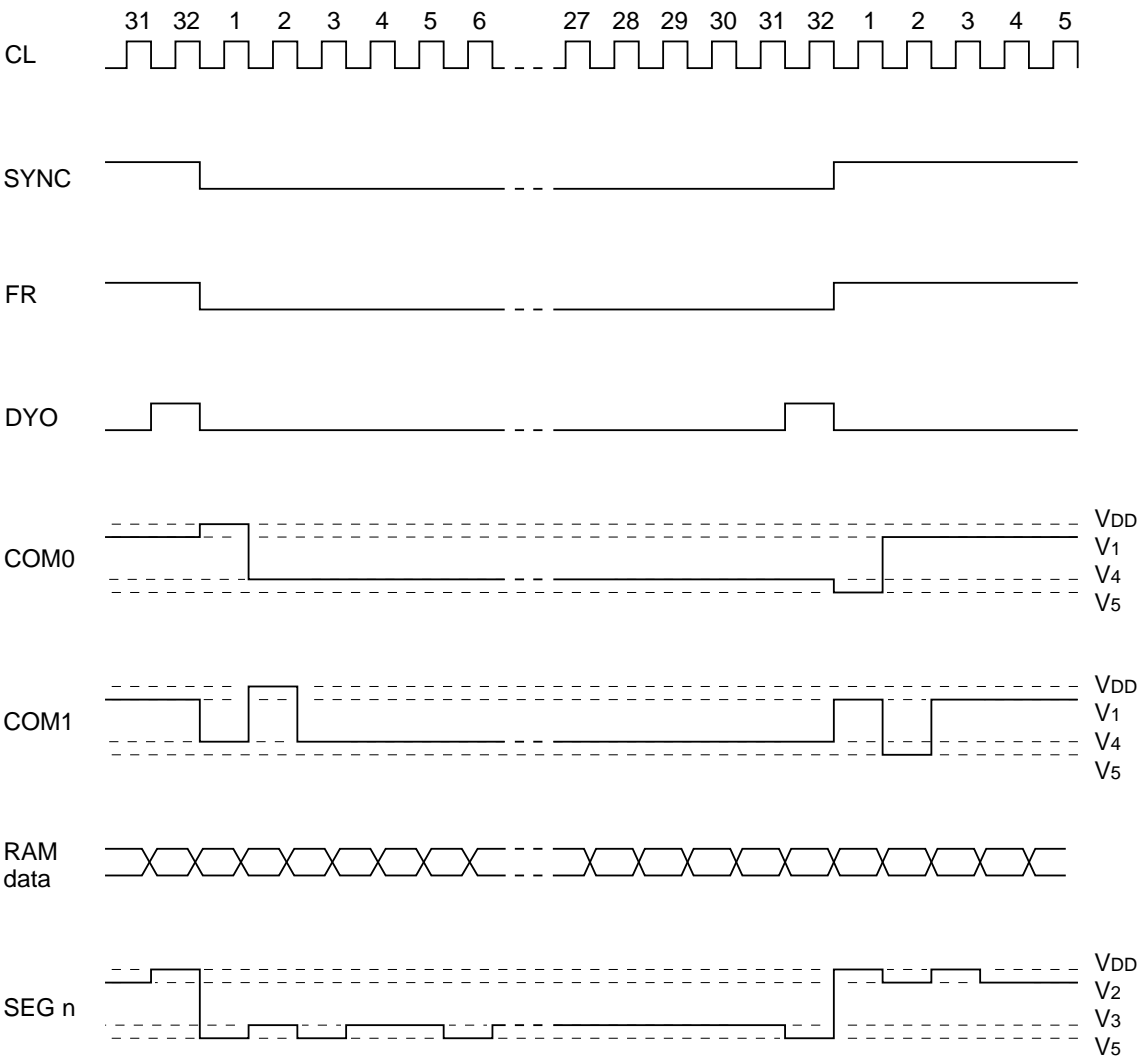 31 32 1 2 3 4 5 6 27 28 29 30 31 32 1 2 3 4 5
CL
SYNC
FR
DYO
COM0
VDD
V1
V4
V5
COM1
VDD
V1
V4
V5
RAM
data
SEG n
VDD
V2
V3
V5